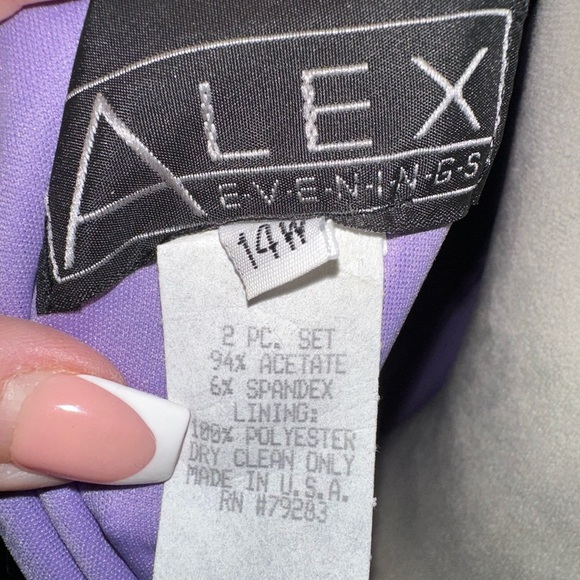 ALEX
E·V·E·N·I·N·G·S
14W
2 PC. SET
94% ACETATE
6% SPANDEX
LINING:
100% POLYESTER
DRY CLEAN ONLY
MADE IN U.S.A.
RN #79283